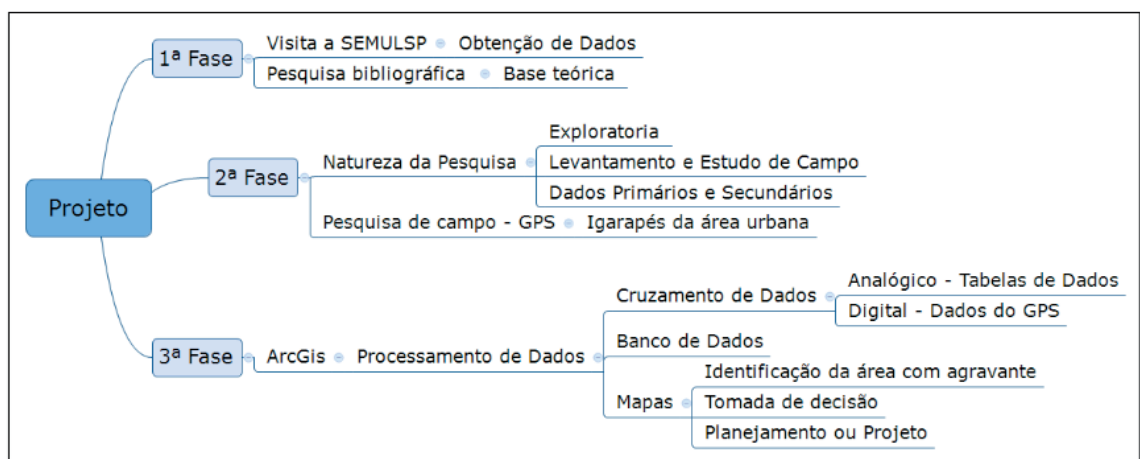 Projeto
1ª Fase
Visita a SEMULSP
Obtenção de Dados
Pesquisa bibliográfica
Base teórica
2ª Fase
Natureza da Pesquisa
Exploratoria
Levantamento e Estudo de Campo
Dados Primários e Secundários
Pesquisa de campo - GPS
Igarapés da área urbana
3ª Fase
ArcGis
Processamento de Dados
Cruzamento de Dados
Analógico - Tabelas de Dados
Digital - Dados do GPS
Banco de Dados
Mapas
Identificação da área com agravante
Tomada de decisão
Planejamento ou Projeto